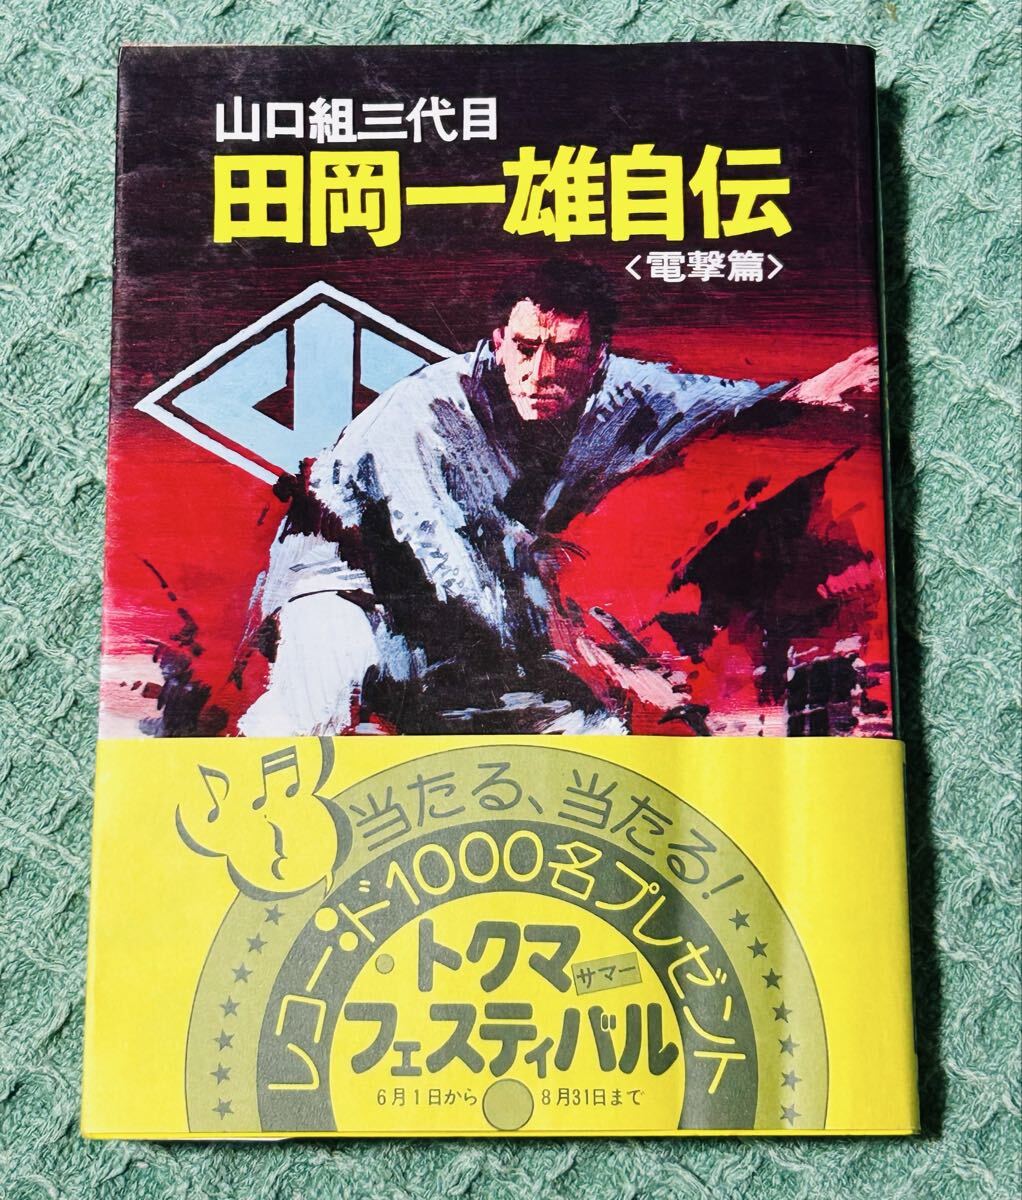 山口組三代目
田岡一雄自伝
〈電撃篇〉
当たる、当たる!
レコード1000名プレゼント
トクマ
サマー
フェスティバル
6月1日から
8月31日まで